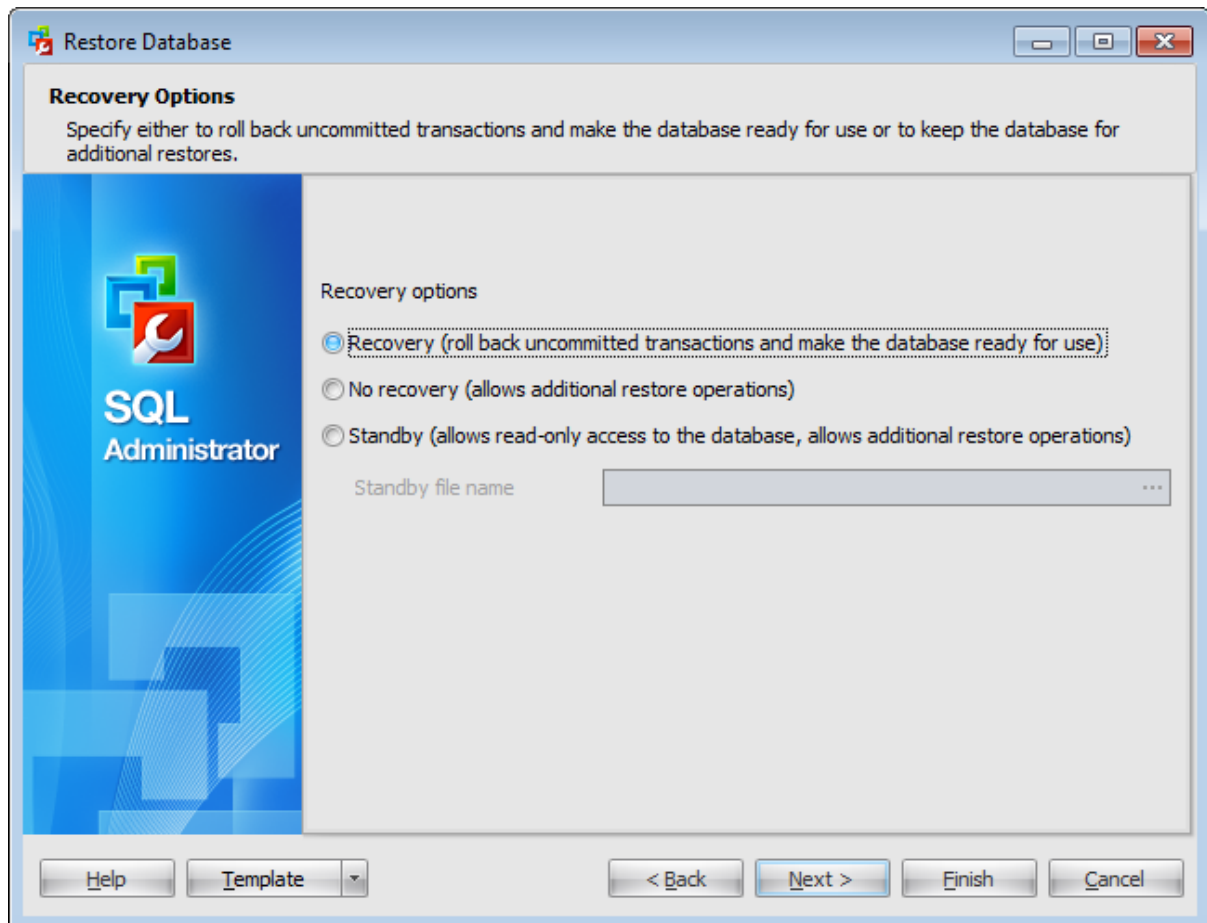 Restore Database
Recovery Options
Specify either to roll back uncommitted transactions and make the database ready for use or to keep the database for
additional restores.
SQL
Administrator
Recovery options
Recovery (roll back uncommitted transactions and make the database ready for use)
No recovery (allows additional restore operations)
Standby (allows read-only access to the database, allows additional restore operations)
Standby file name ...
Help Template < Back Next > Finish Cancel